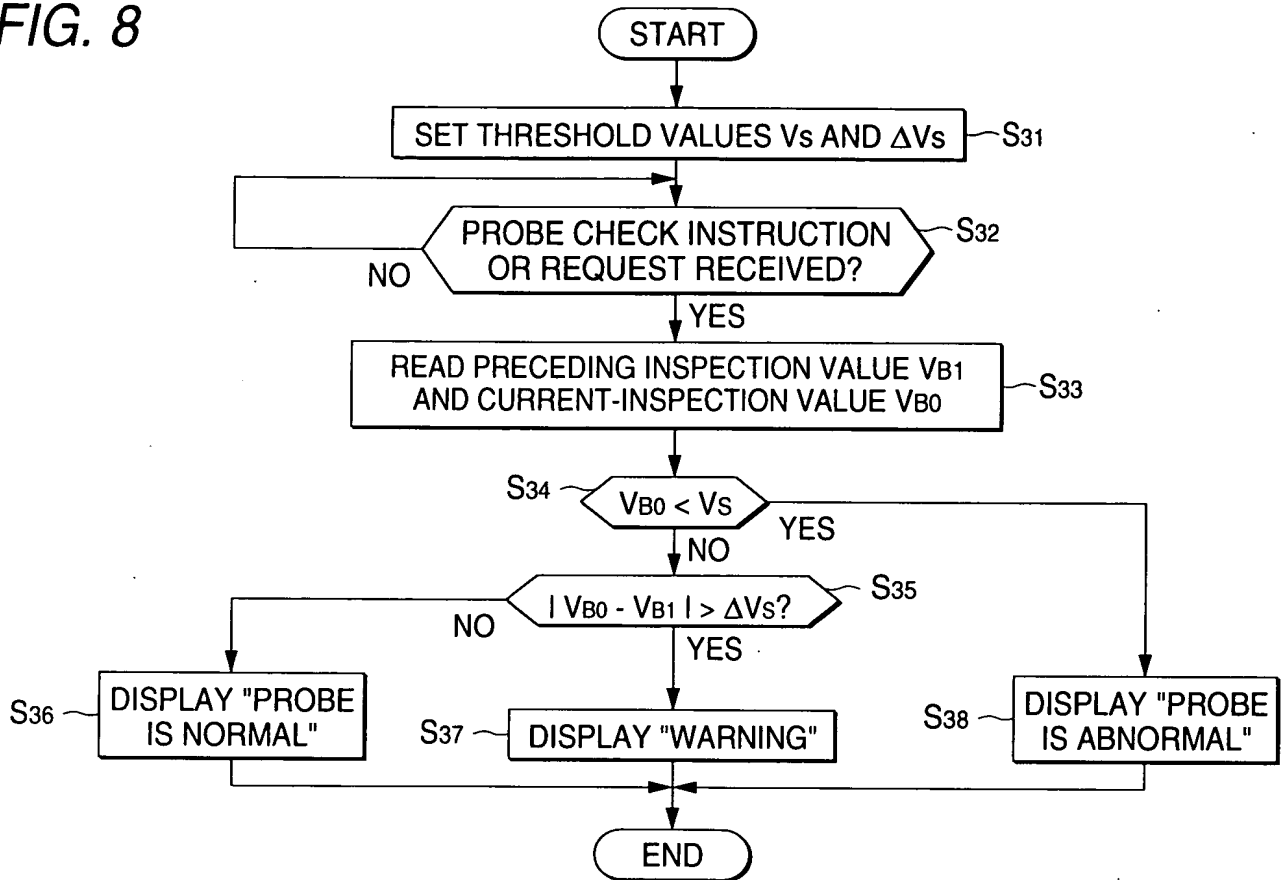 FIG. 8
START
SET THRESHOLD VALUES Vs AND ΔVs
S31
PROBE CHECK INSTRUCTION
OR REQUEST RECEIVED?
S32
NO
YES
READ PRECEDING INSPECTION VALUE VB1
AND CURRENT-INSPECTION VALUE VB0
S33
S34
VB0 < VS
YES
NO
| VB0 - VB1 | > ΔVS?
S35
NO
YES
S36
DISPLAY "PROBE
IS NORMAL"
S37
DISPLAY "WARNING"
S38
DISPLAY "PROBE
IS ABNORMAL"
END